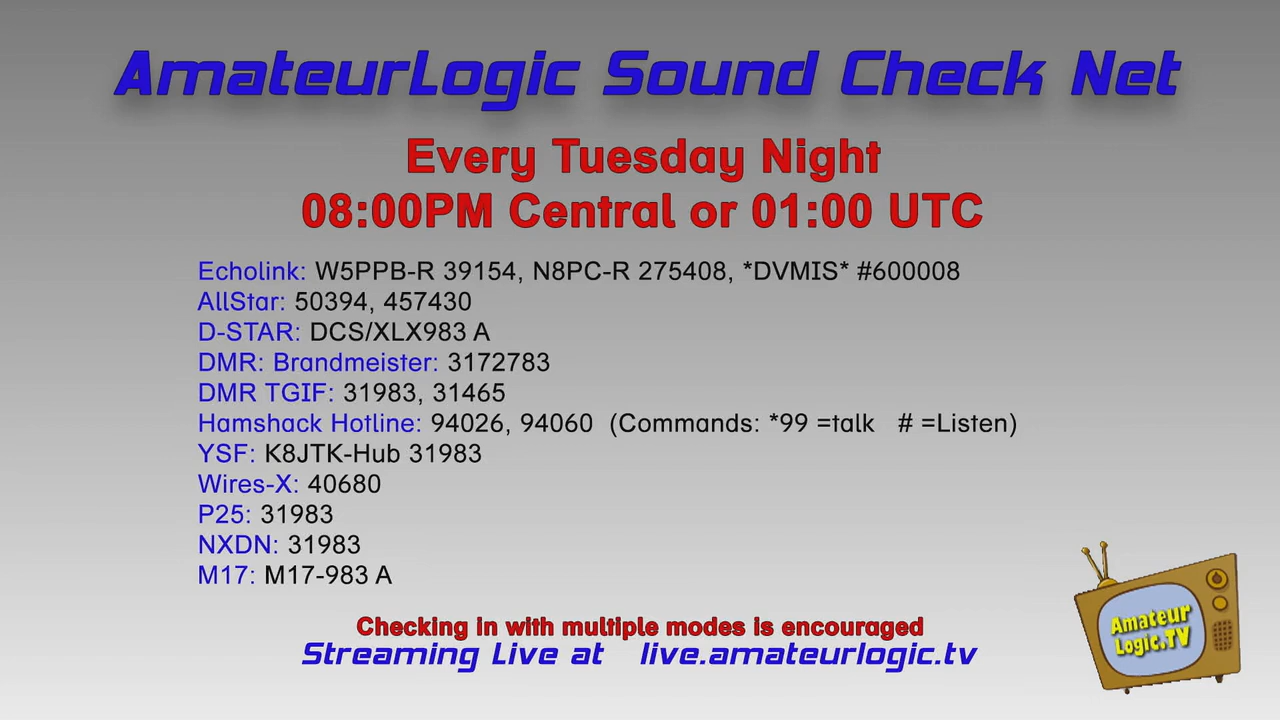 AmateurLogic Sound Check Net
Every Tuesday Night
08:00PM Central or 01:00 UTC
Echolink: W5PPB-R 39154, N8PC-R 275408, *DVMIS* #600008
AllStar: 50394, 457430
D-STAR: DCS/XLX983 A
DMR: Brandmeister: 3172783
DMR TGIF: 31983, 31465
Hamshack Hotline: 94026, 94060 (Commands: *99 =talk # =Listen)
YSF: K8JTK-Hub 31983
Wires-X: 40680
P25: 31983
NXDN: 31983
M17: M17-983 A
Checking in with multiple modes is encouraged
Streaming Live at live.amateurlogic.tv
Amateur
Logic.TV